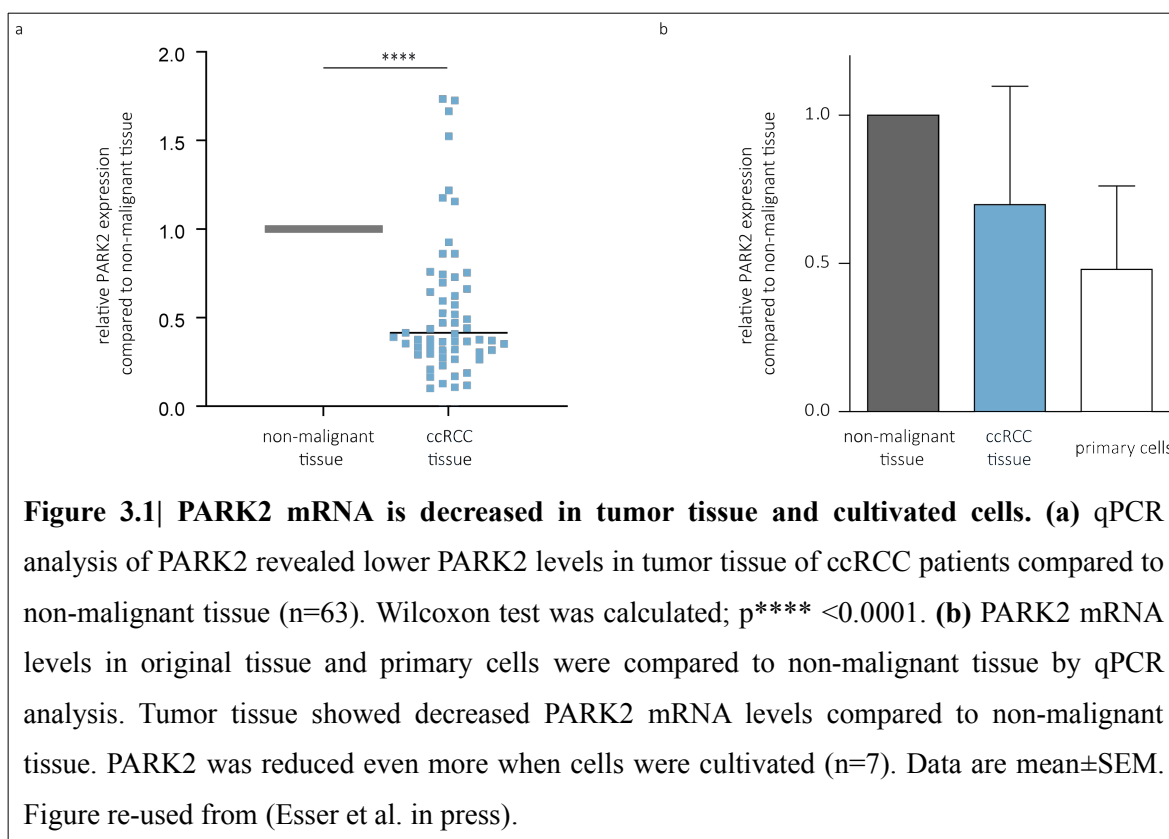 a
b
relative PARK2 expression
compared to non-malignant tissue
2.0
1.5
1.0
0.5
0.0
****
non-malignant
tissue
ccRCC
tissue
relative PARK2 expression
compared to non-malignant tissue
1.0
0.5
0.0
non-malignant
tissue
ccRCC
tissue
primary cells
Figure 3.1| PARK2 mRNA is decreased in tumor tissue and cultivated cells. (a) qPCR
analysis of PARK2 revealed lower PARK2 levels in tumor tissue of ccRCC patients compared to
non-malignant tissue (n=63). Wilcoxon test was calculated; p**** <0.0001. (b) PARK2 mRNA
levels in original tissue and primary cells were compared to non-malignant tissue by qPCR
analysis. Tumor tissue showed decreased PARK2 mRNA levels compared to non-malignant
tissue. PARK2 was reduced even more when cells were cultivated (n=7). Data are mean±SEM.
Figure re-used from (Esser et al. in press).